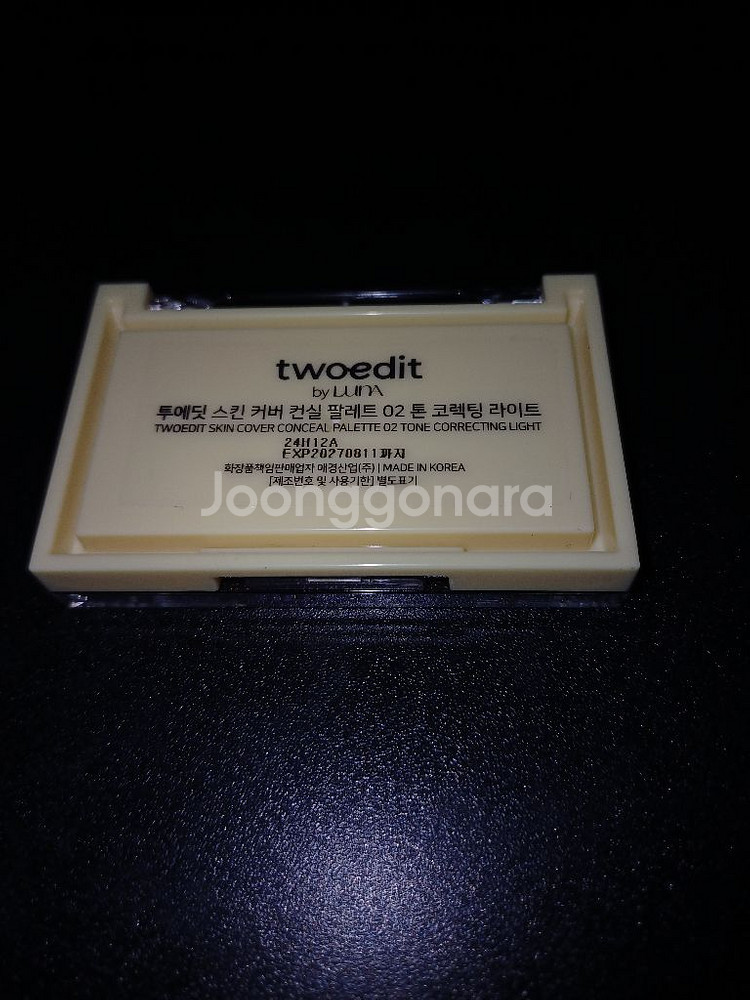 twoedit
by LUNA
투에딧 스킨 커버 컨실 팔레트 02 톤 코렉팅 라이트
TWOEDIT SKIN COVER CONCEAL PALETTE 02 TONE CORRECTING LIGHT
24H12A
EXP20270811까지
화장품책임판매업자 애경산업(주) | MADE IN KOREA
[제조번호 및 사용기한] 별도표기
Joonggonara